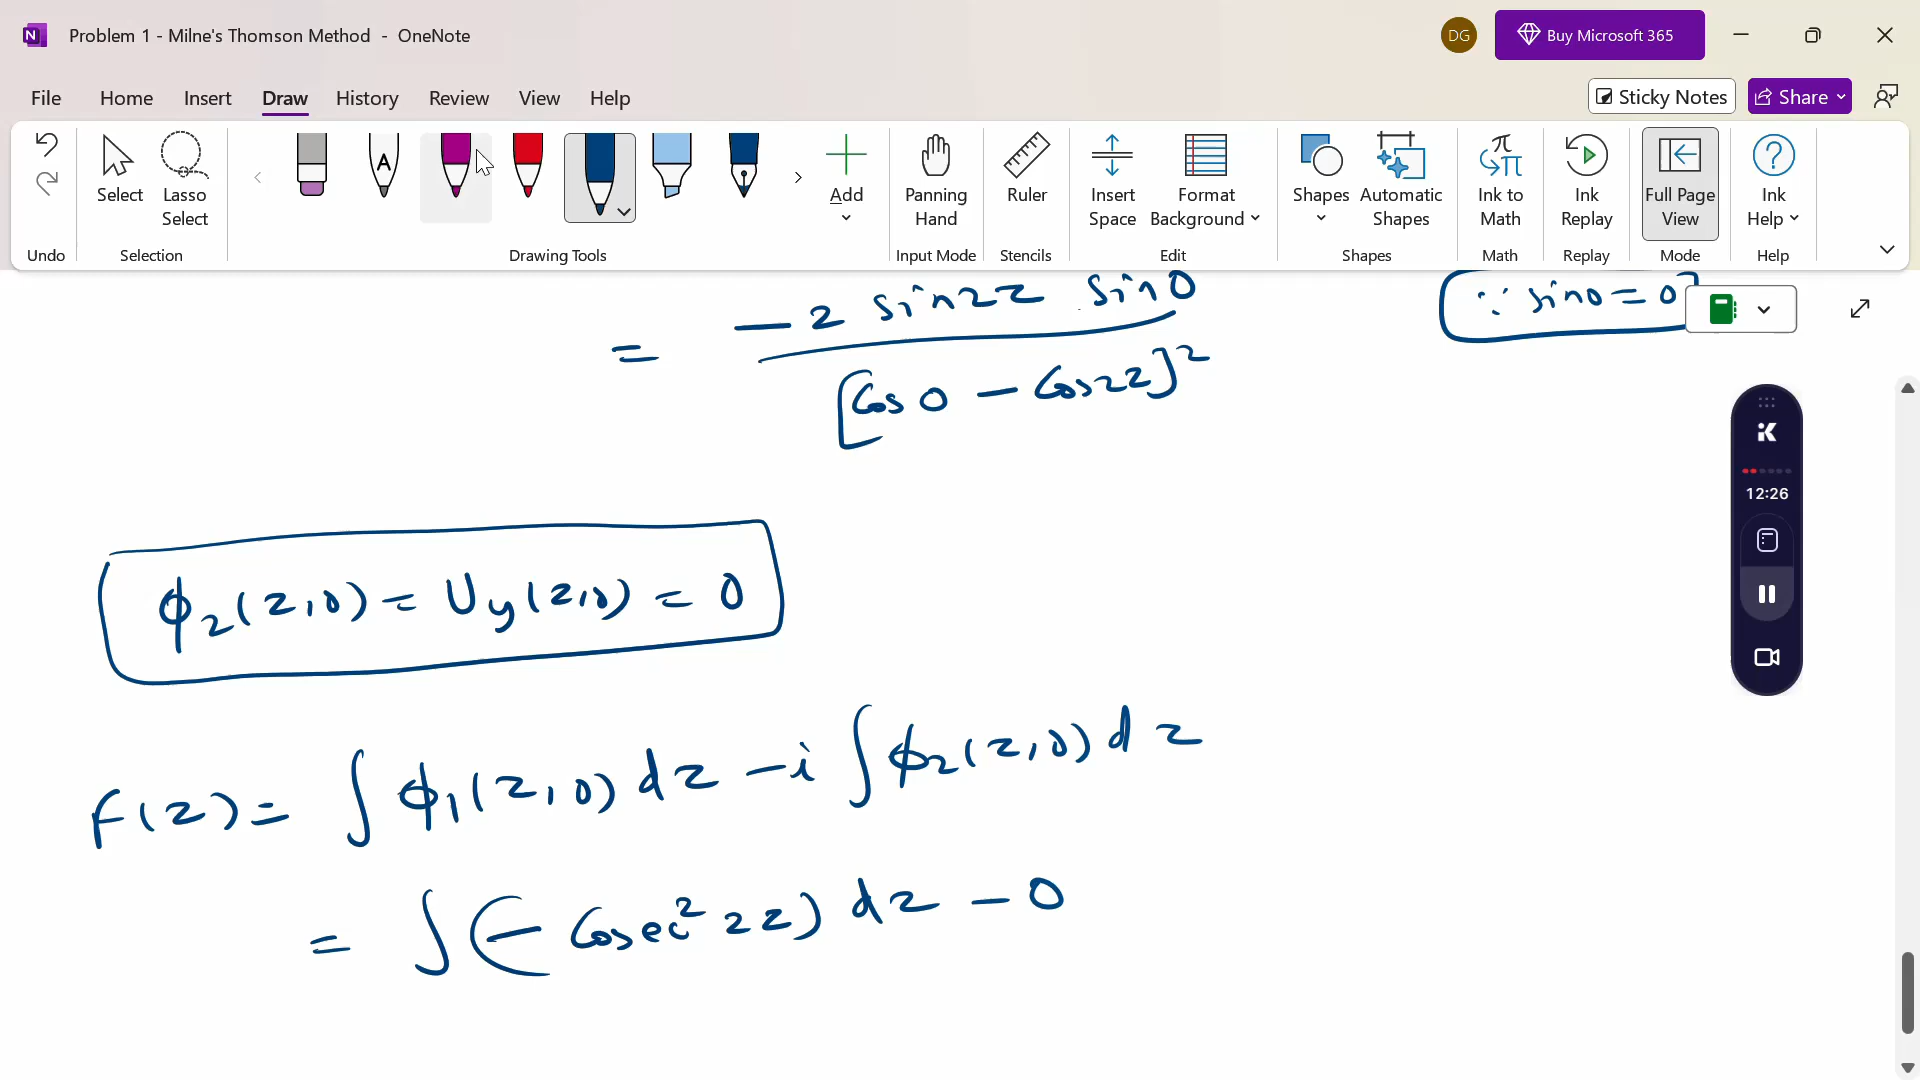 Problem 1 - Milne's Thomson Method - OneNote
DG
Buy Microsoft 365
File Home Insert Draw History Review View Help
Sticky Notes
Share
A
Select
Lasso Select
Add
Panning Hand
Ruler
Insert Space
Format Background
Shapes
Automatic Shapes
Ink to Math
Ink Replay
Full Page View
Ink Help
Undo
Selection
Drawing Tools
Input Mode
Stencils
Edit
Shapes
Math
Replay
Mode
Help
= - 2 sin2z sin0 / [Cos 0 - Cos2z]²
∵ sin0 = 0
12:26
ϕ₂(z,0) = Uy(z,0) = 0
F(z) = ∫ϕ₁(z,0)dz - i∫ϕ₂(z,0)dz
= ∫(- Cosec² 2z) dz - 0